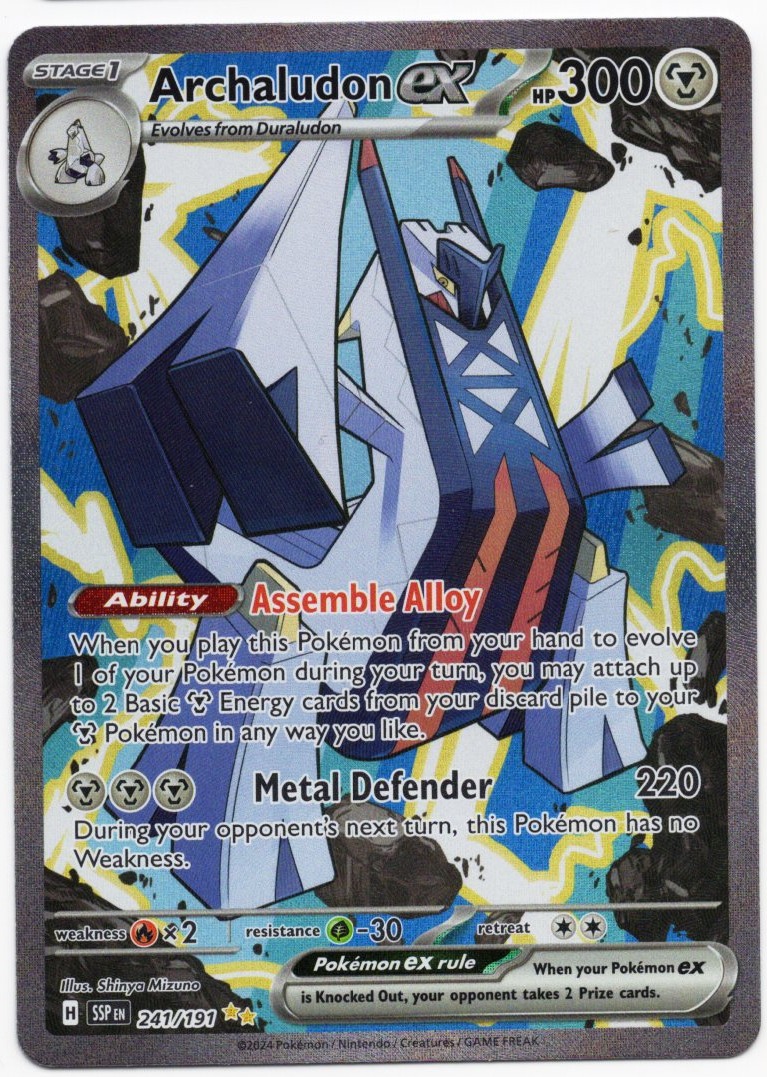 STAGE 1
Archaludon ex
HP 300
Evolves from Duraludon
Ability Assemble Alloy
When you play this Pokémon from your hand to evolve
1 of your Pokémon during your turn, you may attach up
to 2 Basic Energy cards from your discard pile to your
Pokémon in any way you like.
Metal Defender 220
During your opponent's next turn, this Pokémon has no
Weakness.
weakness ×2 resistance -30 retreat
Pokémon ex rule
When your Pokémon ex
is Knocked Out, your opponent takes 2 Prize cards.
Illus. Shinya Mizuno
H SSP EN 241/191
©2024 Pokémon / Nintendo / Creatures / GAME FREAK